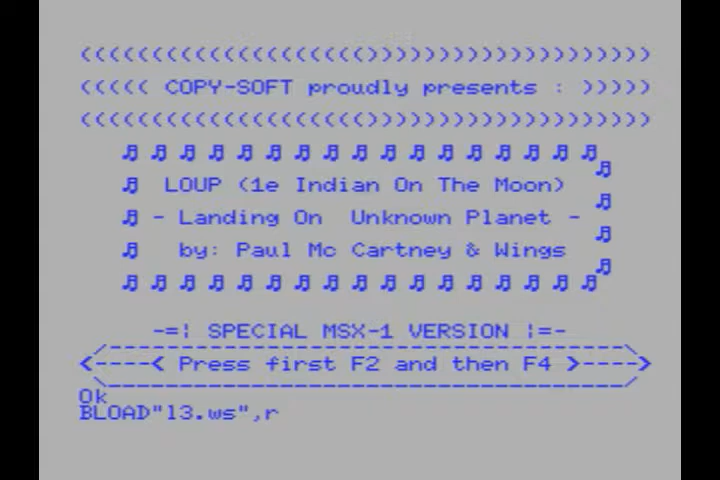 (((((((((((((((((((())))))))))))))))))))
((((( COPY-SOFT proudly presents : )))))
(((((((((((((((((((())))))))))))))))))))
♫ ♫ ♫ ♫ ♫ ♫ ♫ ♫ ♫ ♫ ♫ ♫ ♫ ♫ ♫ ♫ ♫
♫ LOUP (1e Indian On The Moon) ♫
♫ - Landing On  Unknown Planet - ♫
♫ by: Paul Mc Cartney & Wings ♫
♫ ♫ ♫ ♫ ♫ ♫ ♫ ♫ ♫ ♫ ♫ ♫ ♫ ♫ ♫ ♫ ♫ ♫
-=¦ SPECIAL MSX-1 VERSION ¦=-
/------------------------------------\
<----< Press first F2 and then F4 >---->
\------------------------------------/
Ok
BLOAD"l3.ws",r